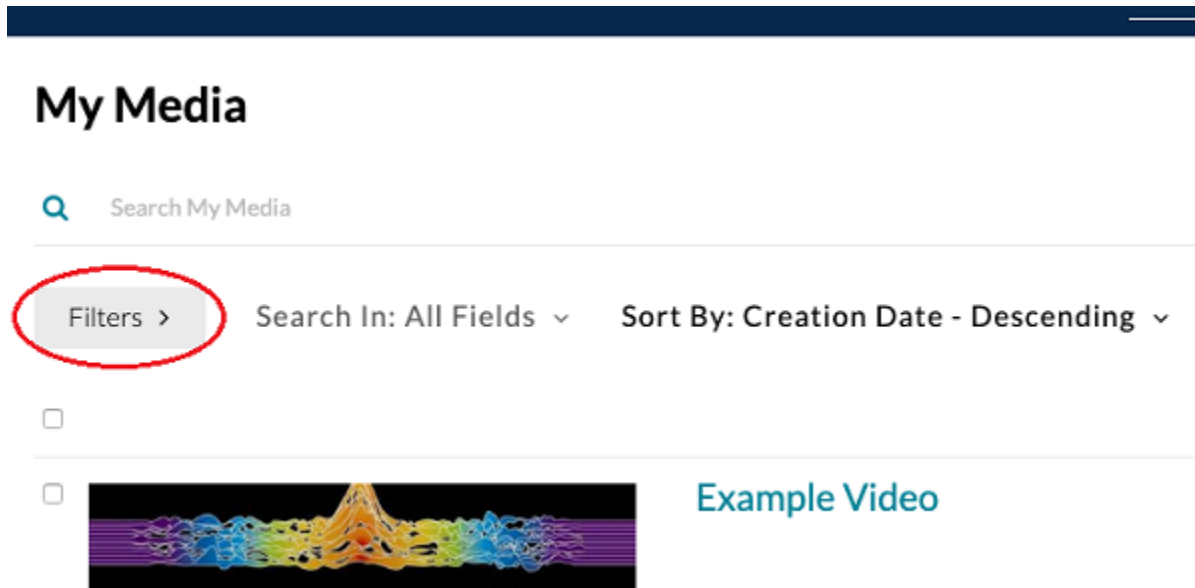 My Media
Search My Media
Filters >
Search In: All Fields
Sort By: Creation Date - Descending
Example Video